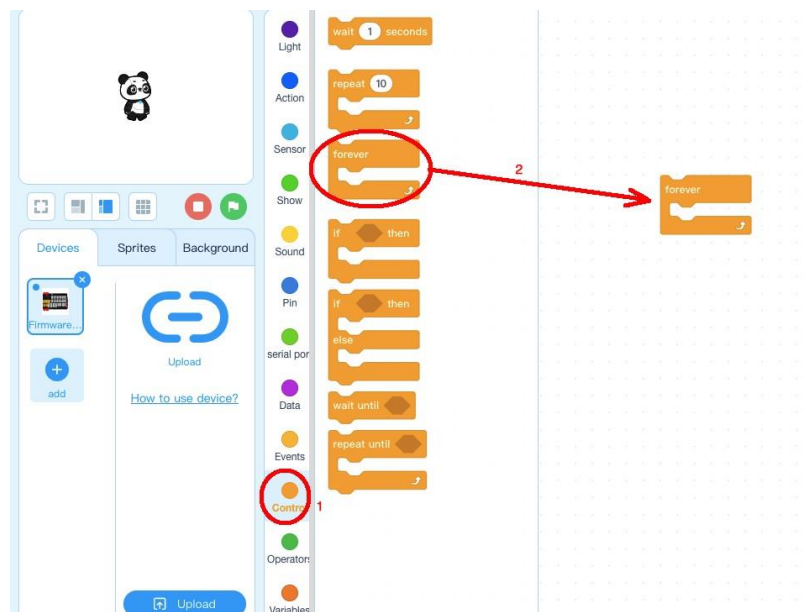 Devices
Sprites
Background
Firmware...
add
Upload
How to use device?
Upload
Light
Action
Sensor
Show
Sound
Pin
serial por
Data
Events
Contro
1
Operators
Variables
wait 1 seconds
repeat 10
forever
if then
if then
else
wait until
repeat until
2
forever